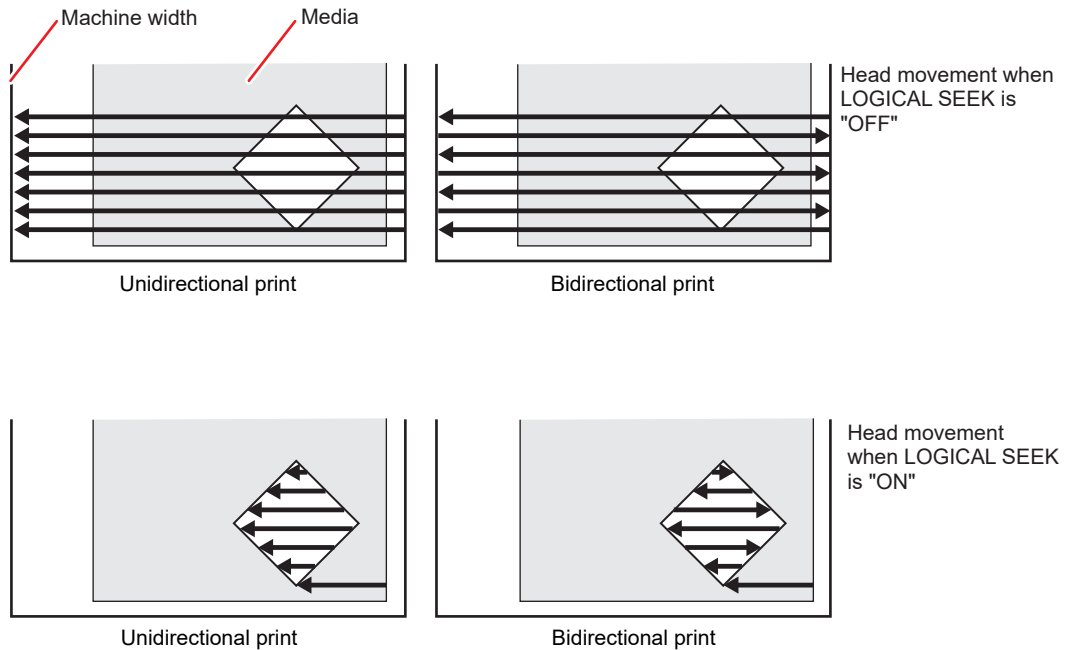 Machine width
Media
Head movement when
LOGICAL SEEK is
"OFF"
Unidirectional print
Bidirectional print
Head movement
when LOGICAL SEEK
is "ON"
Unidirectional print
Bidirectional print